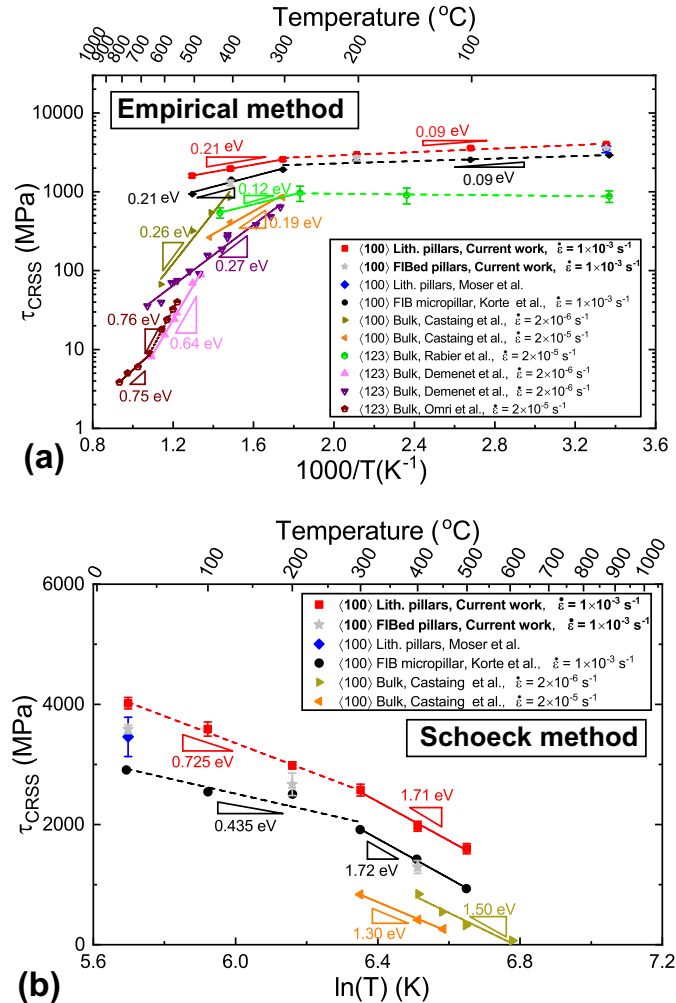 Temperature (°C)
1000
900
800
700
600
500
400
300
200
100
10000
1000
100
10
1
τCRSS (MPa)
Empirical method
0.21 eV
0.09 eV
0.21 eV
0.12 eV
0.09 eV
0.26 eV
0.19 eV
0.27 eV
0.76 eV
0.64 eV
0.75 eV
⟨100⟩ Lith. pillars, Current work, ε̇ = 1×10⁻³ s⁻¹
⟨100⟩ FIBed pillars, Current work, ε̇ = 1×10⁻³ s⁻¹
⟨100⟩ Lith. pillars, Moser et al.
⟨100⟩ FIB micropillar, Korte et al., ε̇ = 1×10⁻³ s⁻¹
⟨100⟩ Bulk, Castaing et al., ε̇ = 2×10⁻⁶ s⁻¹
⟨100⟩ Bulk, Castaing et al., ε̇ = 2×10⁻⁵ s⁻¹
⟨123⟩ Bulk, Rabier et al., ε̇ = 2×10⁻⁵ s⁻¹
⟨123⟩ Bulk, Demenet et al., ε̇ = 2×10⁻⁶ s⁻¹
⟨123⟩ Bulk, Demenet et al., ε̇ = 2×10⁻⁶ s⁻¹
⟨123⟩ Bulk, Omri et al., ε̇ = 2×10⁻⁵ s⁻¹
0.8 1.2 1.6 2.0 2.4 2.8 3.2 3.6
1000/T(K⁻¹)
(a)
Temperature (°C)
0 100 200 300 400 500 600 700 800 900 1000
6000
4000
2000
0
τCRSS (MPa)
⟨100⟩ Lith. pillars, Current work, ε̇ = 1×10⁻³ s⁻¹
⟨100⟩ FIBed pillars, Current work, ε̇ = 1×10⁻³ s⁻¹
⟨100⟩ Lith. pillars, Moser et al.
⟨100⟩ FIB micropillar, Korte et al., ε̇ = 1×10⁻³ s⁻¹
⟨100⟩ Bulk, Castaing et al., ε̇ = 2×10⁻⁶ s⁻¹
⟨100⟩ Bulk, Castaing et al., ε̇ = 2×10⁻⁵ s⁻¹
Schoeck method
0.725 eV
1.71 eV
0.435 eV
1.72 eV
1.50 eV
1.30 eV
5.6 6.0 6.4 6.8 7.2
ln(T) (K)
(b)